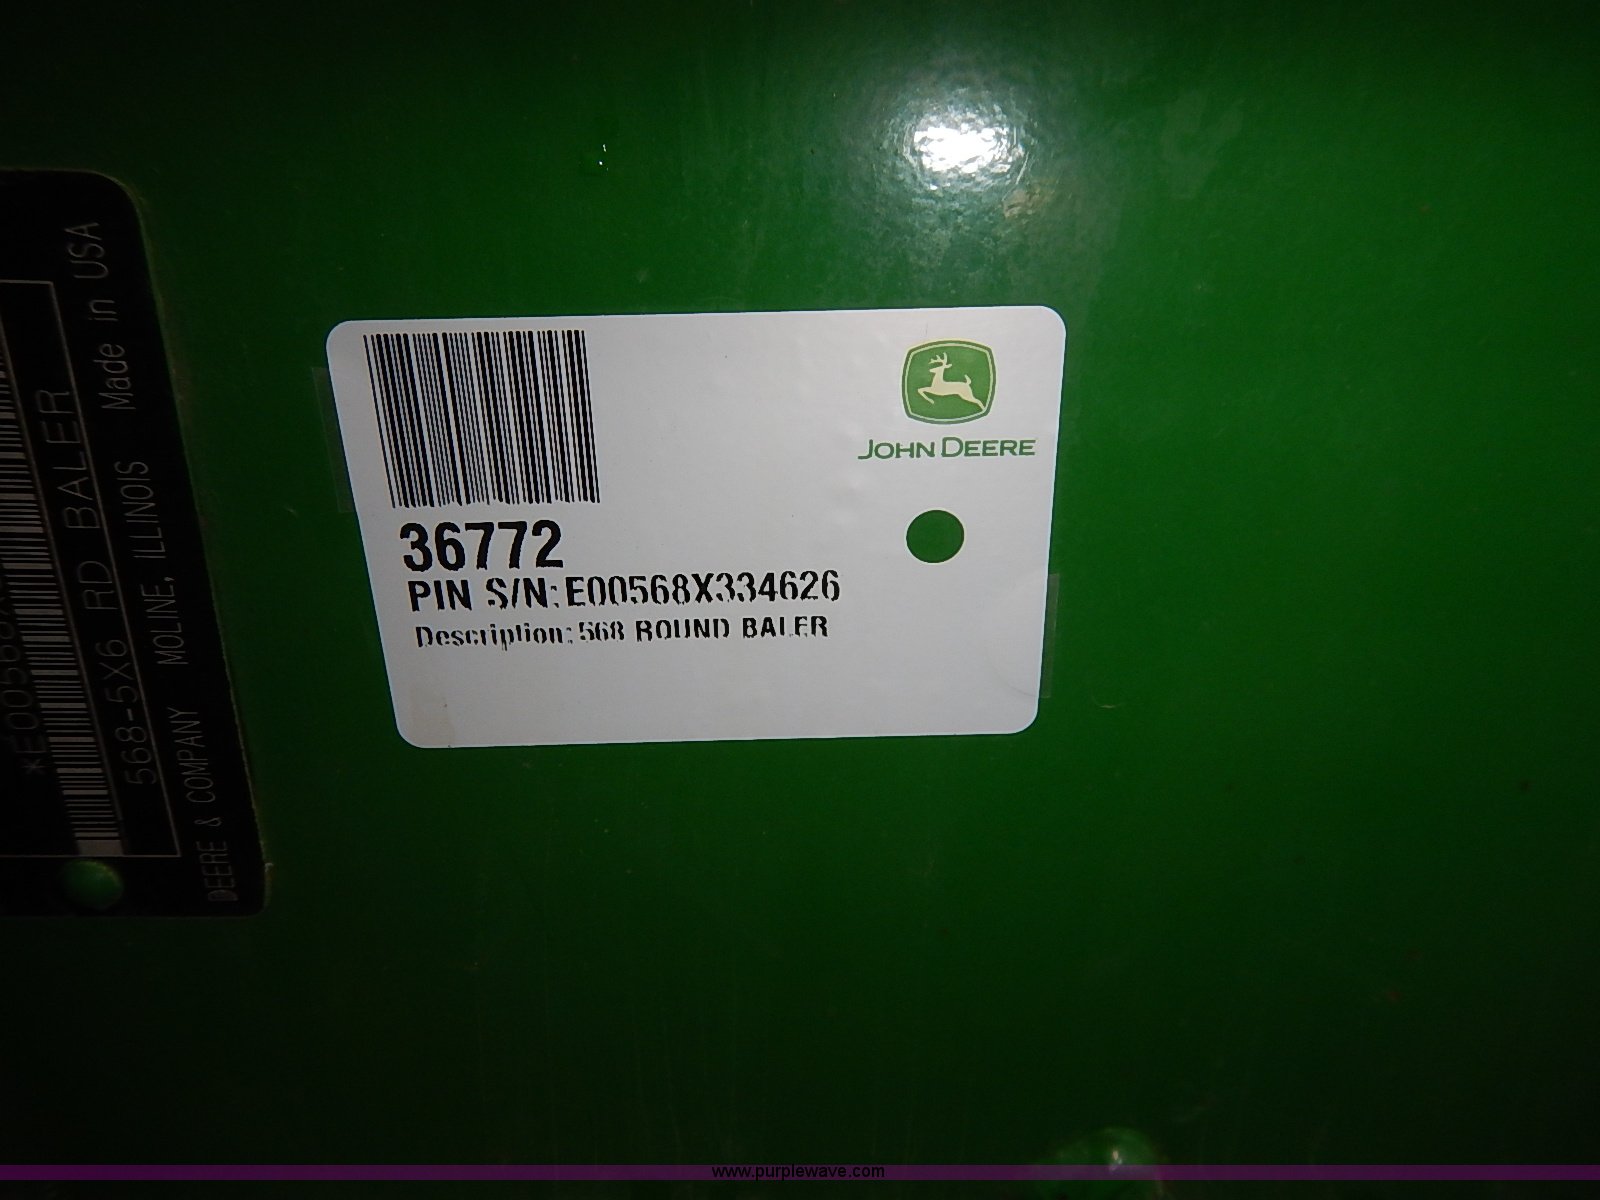 36772
PIN S/N:E00568X334626
Description: 568 ROUND BALER
JOHN DEERE
568-5X6 RD BALER
DEERE & COMPANY MOLINE, ILLINOIS Made in USA
www.purplewave.com